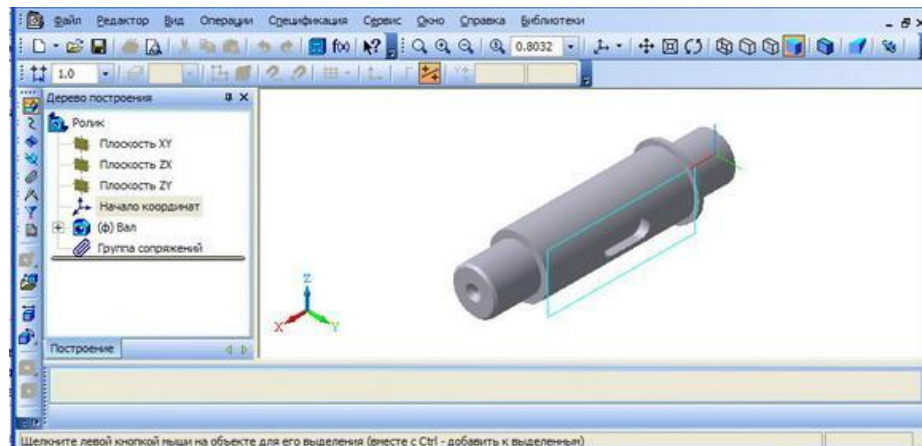 Файл Редактор Вид Операции Спецификация Сервис Окно Справка Библиотеки
f(x) 0.8032
1.0
Дерево построения
Ролик
Плоскость XY
Плоскость ZX
Плоскость ZY
Начало координат
(ф) Вал
Группа сопряжений
Z
X Y
Построение
Щелкните левой кнопкой мыши на объекте для его выделения (вместе с Ctrl - добавить к выделенным)